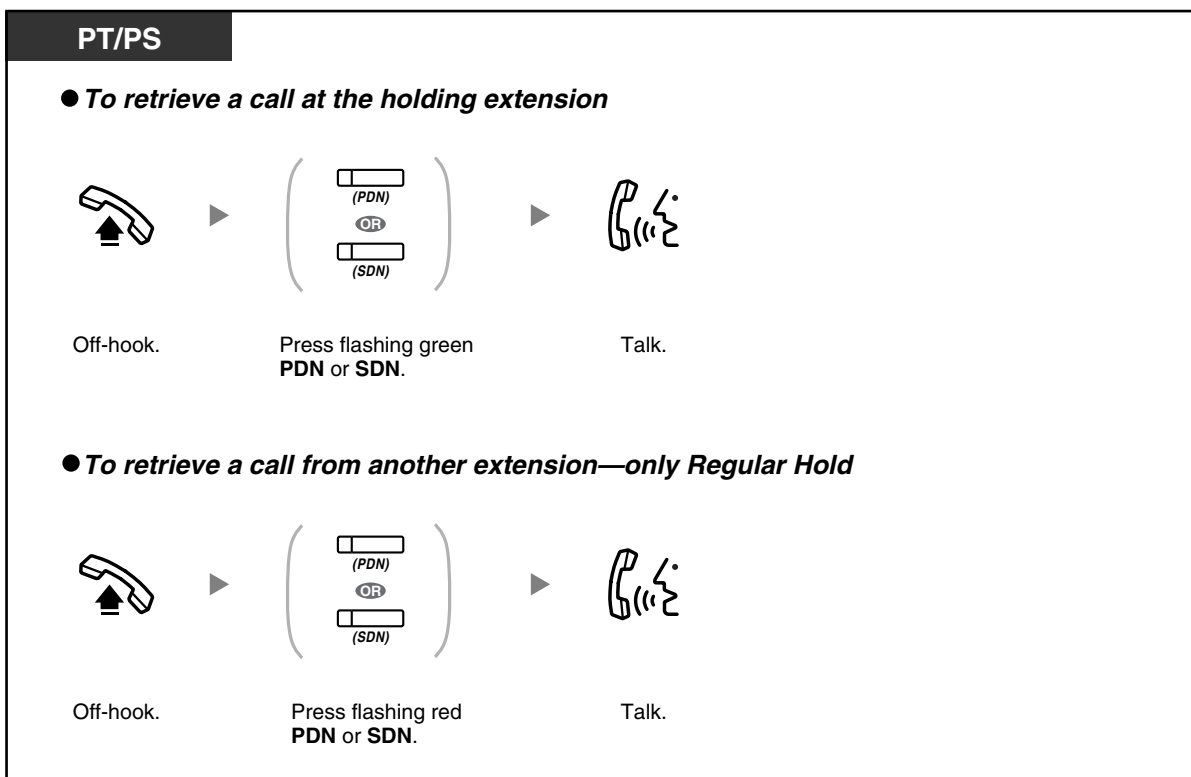 PT/PS
● To retrieve a call at the holding extension
(PDN)
OR
(SDN)
Off-hook.
Press flashing green
PDN or SDN.
Talk.
● To retrieve a call from another extension—only Regular Hold
(PDN)
OR
(SDN)
Off-hook.
Press flashing red
PDN or SDN.
Talk.